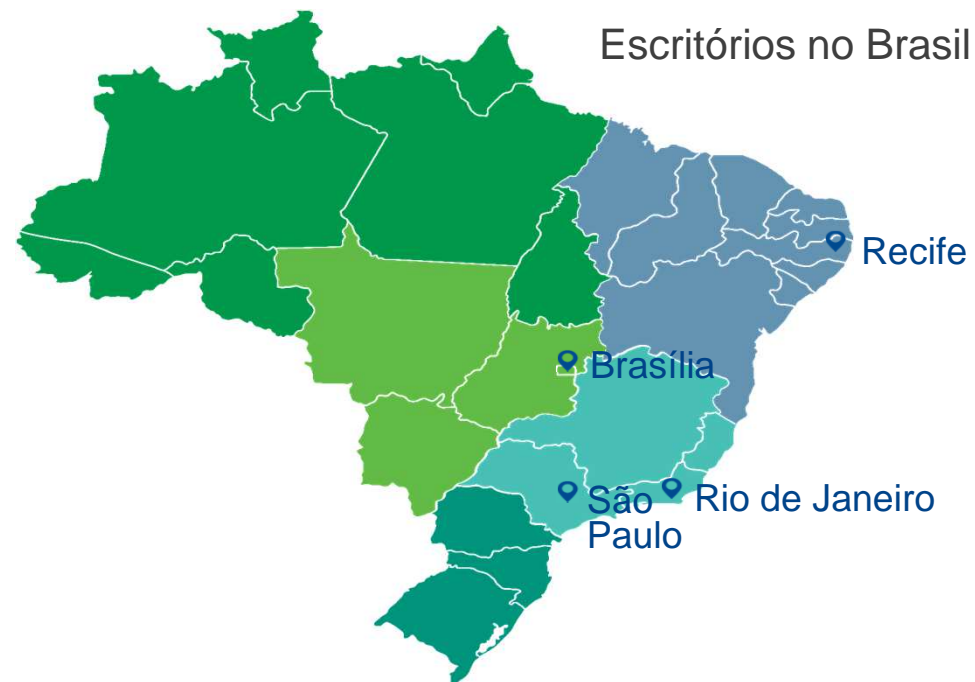 Escritórios no Brasil
Recife
Brasília
São
Paulo
Rio de Janeiro